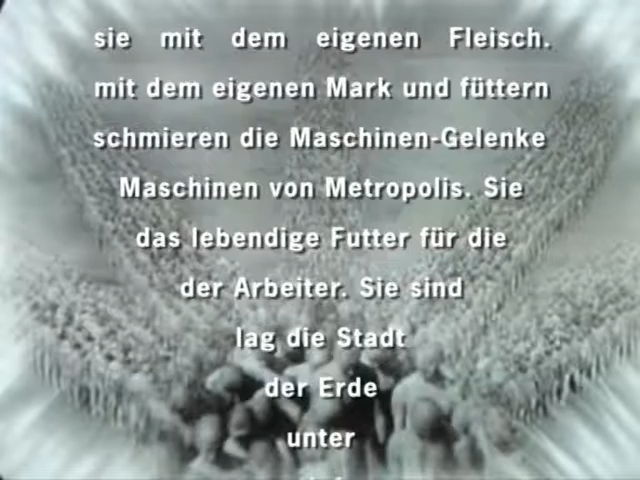 sie mit dem eigenen Fleisch.
mit dem eigenen Mark und füttern
schmieren die Maschinen-Gelenke
Maschinen von Metropolis. Sie
das lebendige Futter für die
der Arbeiter. Sie sind
lag die Stadt
der Erde
unter